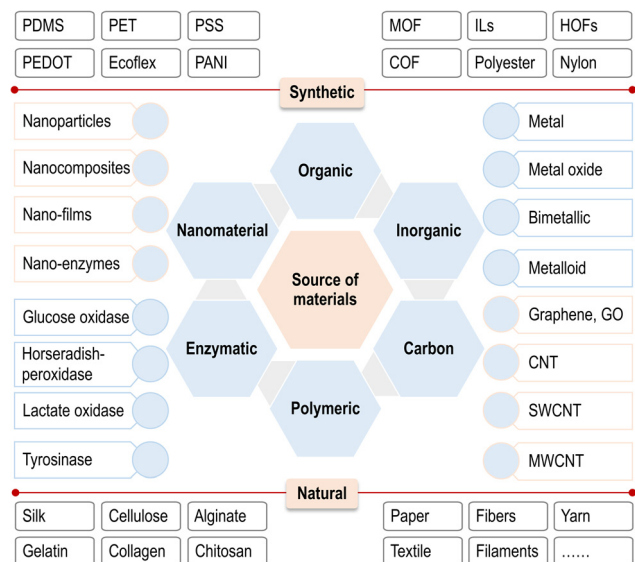 PDMS PET PSS MOF ILs HOFs
PEDOT Ecoflex PANI COF Polyester Nylon
Synthetic
Nanoparticles
Nanocomposites
Nano-films
Nano-enzymes
Glucose oxidase
Horseradish-
peroxidase
Lactate oxidase
Tyrosinase
Organic
Nanomaterial
Inorganic
Source of
materials
Enzymatic
Carbon
Polymeric
Metal
Metal oxide
Bimetallic
Metalloid
Graphene, GO
CNT
SWCNT
MWCNT
Natural
Silk Cellulose Alginate Paper Fibers Yarn
Gelatin Collagen Chitosan Textile Filaments ......